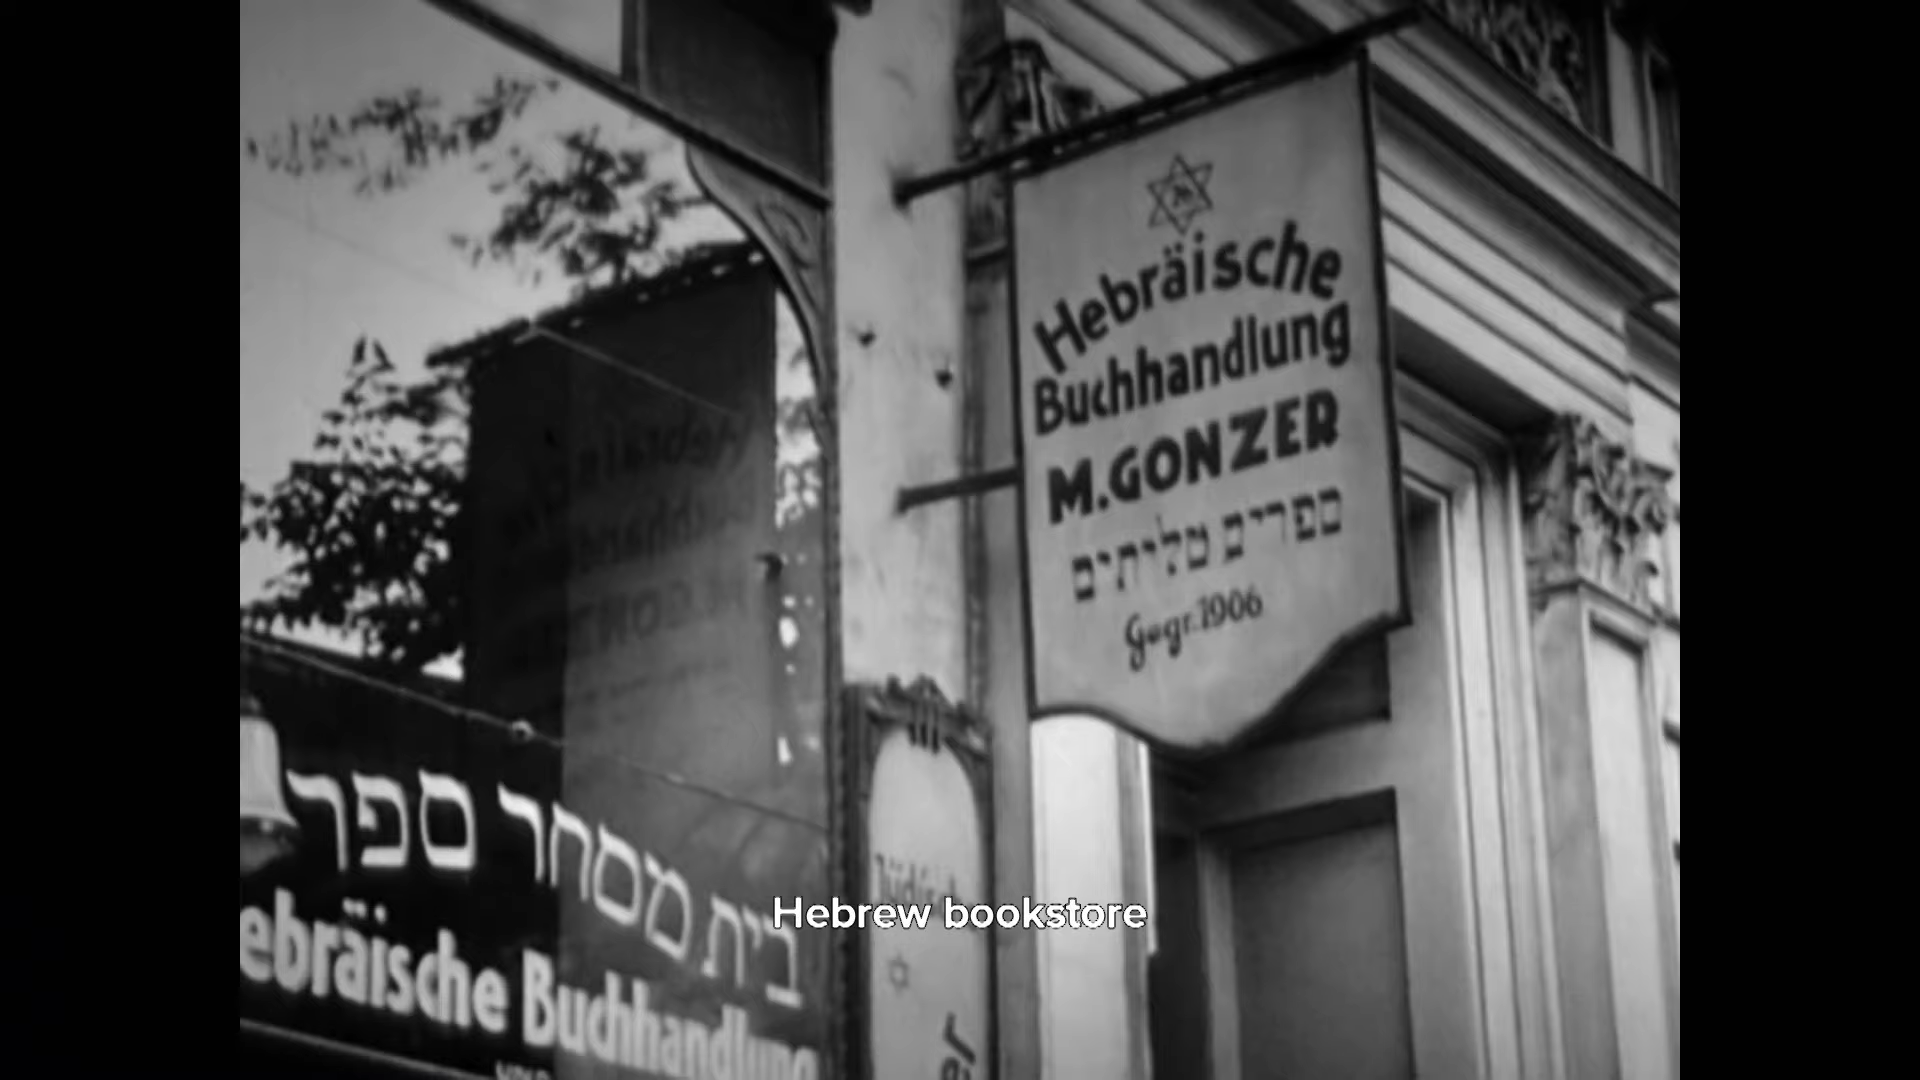 Hebräische
Buchhandlung
M.GONZER
ספרים טליתים
Gegr. 1906
בית מסחר ספר
ebräische Buchhandlung
Hebrew bookstore